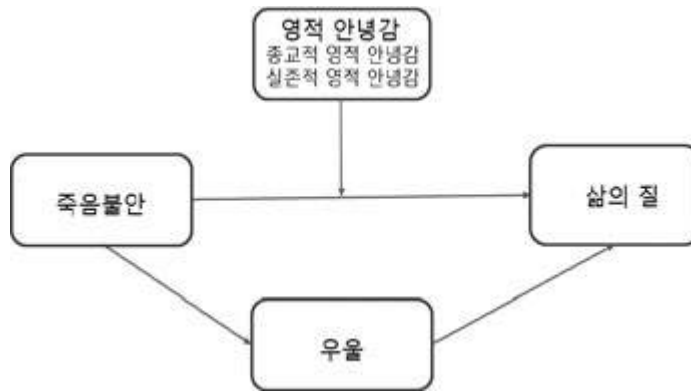 영적 안녕감
종교적 영적 안녕감
실존적 영적 안녕감
죽음불안
삶의 질
우울